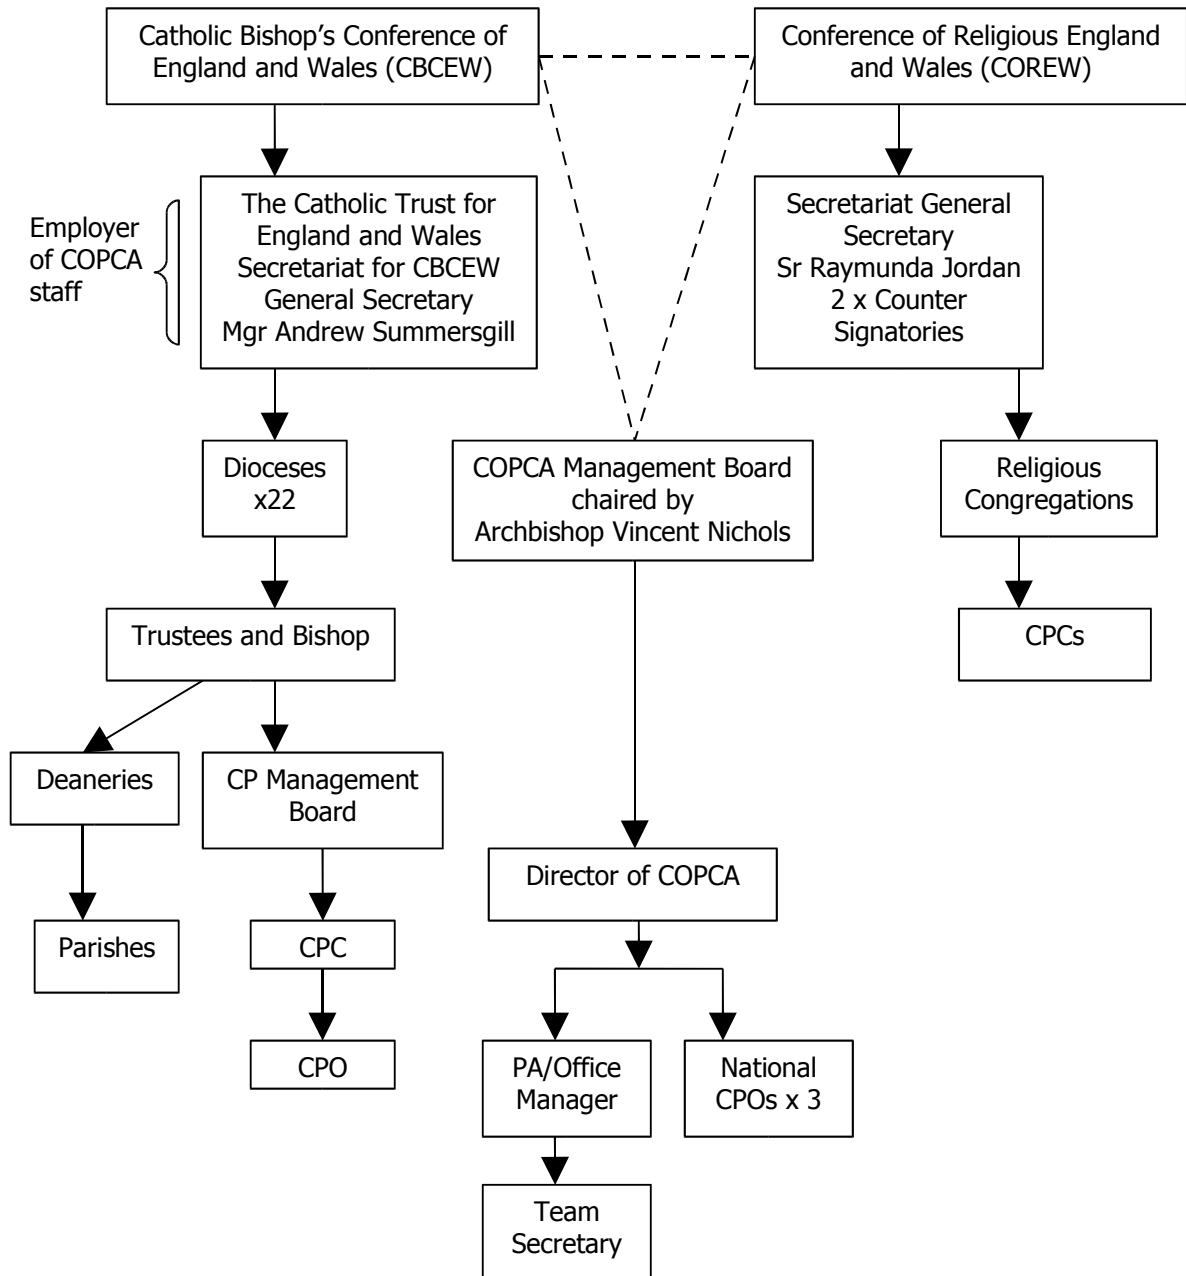 Catholic Bishop’s Conference of
England and Wales (CBCEW)
Conference of Religious England
and Wales (COREW)
Employer
of COPCA
staff
The Catholic Trust for
England and Wales
Secretariat for CBCEW
General Secretary
Mgr Andrew Summersgill
Secretariat General
Secretary
Sr Raymunda Jordan
2 x Counter
Signatories
Dioceses
x22
COPCA Management Board
chaired by
Archbishop Vincent Nichols
Religious
Congregations
Trustees and Bishop
CPCs
Deaneries
CP Management
Board
Director of COPCA
Parishes
CPC
CPO
PA/Office
Manager
National
CPOs x 3
Team
Secretary